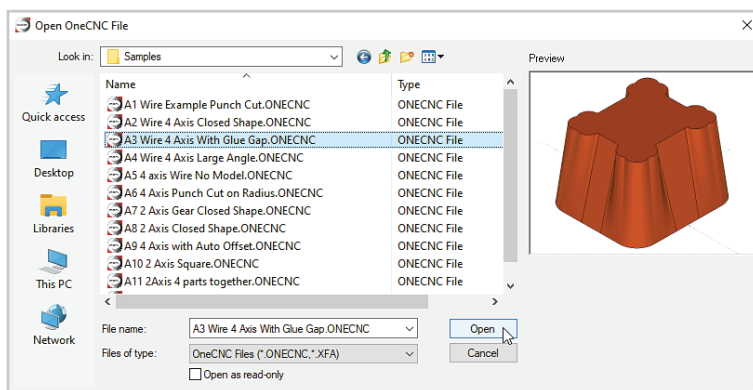 Open OneCNC File
Look in: Samples
Preview
Name Type
A1 Wire Example Punch Cut.ONECNC ONECNC File
A2 Wire 4 Axis Closed Shape.ONECNC ONECNC File
A3 Wire 4 Axis With Glue Gap.ONECNC ONECNC File
A4 Wire 4 Axis Large Angle.ONECNC ONECNC File
A5 4 axis Wire No Model.ONECNC ONECNC File
A6 4 Axis Punch Cut on Radius.ONECNC ONECNC File
A7 2 Axis Gear Closed Shape.ONECNC ONECNC File
A8 2 Axis Closed Shape.ONECNC ONECNC File
A9 4 Axis with Auto Offset.ONECNC ONECNC File
A10 2 Axis Square.ONECNC ONECNC File
A11 2Axis 4 parts together.ONECNC ONECNC File
Quick access
Desktop
Libraries
This PC
Network
File name: A3 Wire 4 Axis With Glue Gap.ONECNC Open
Files of type: OneCNC Files (*.ONECNC,*.XFA) Cancel
Open as read-only